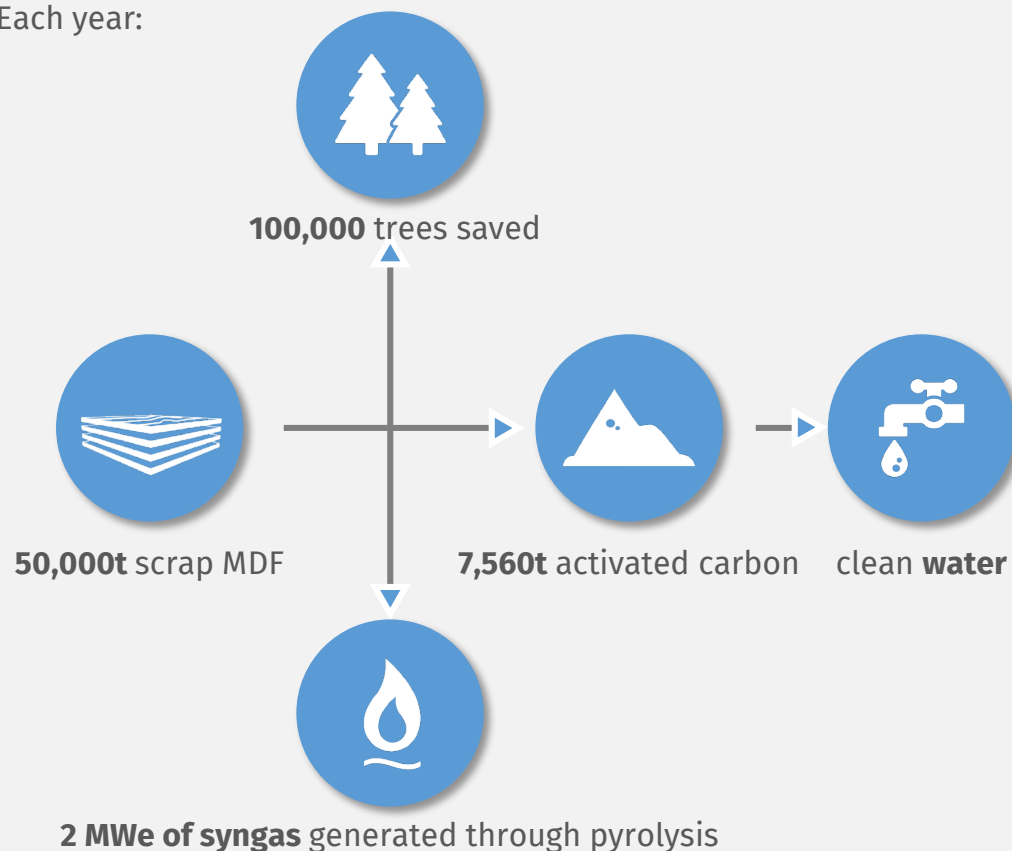 Each year:
100,000 trees saved
50,000t scrap MDF
7,560t activated carbon
clean water
2 MWe of syngas generated through pyrolysis